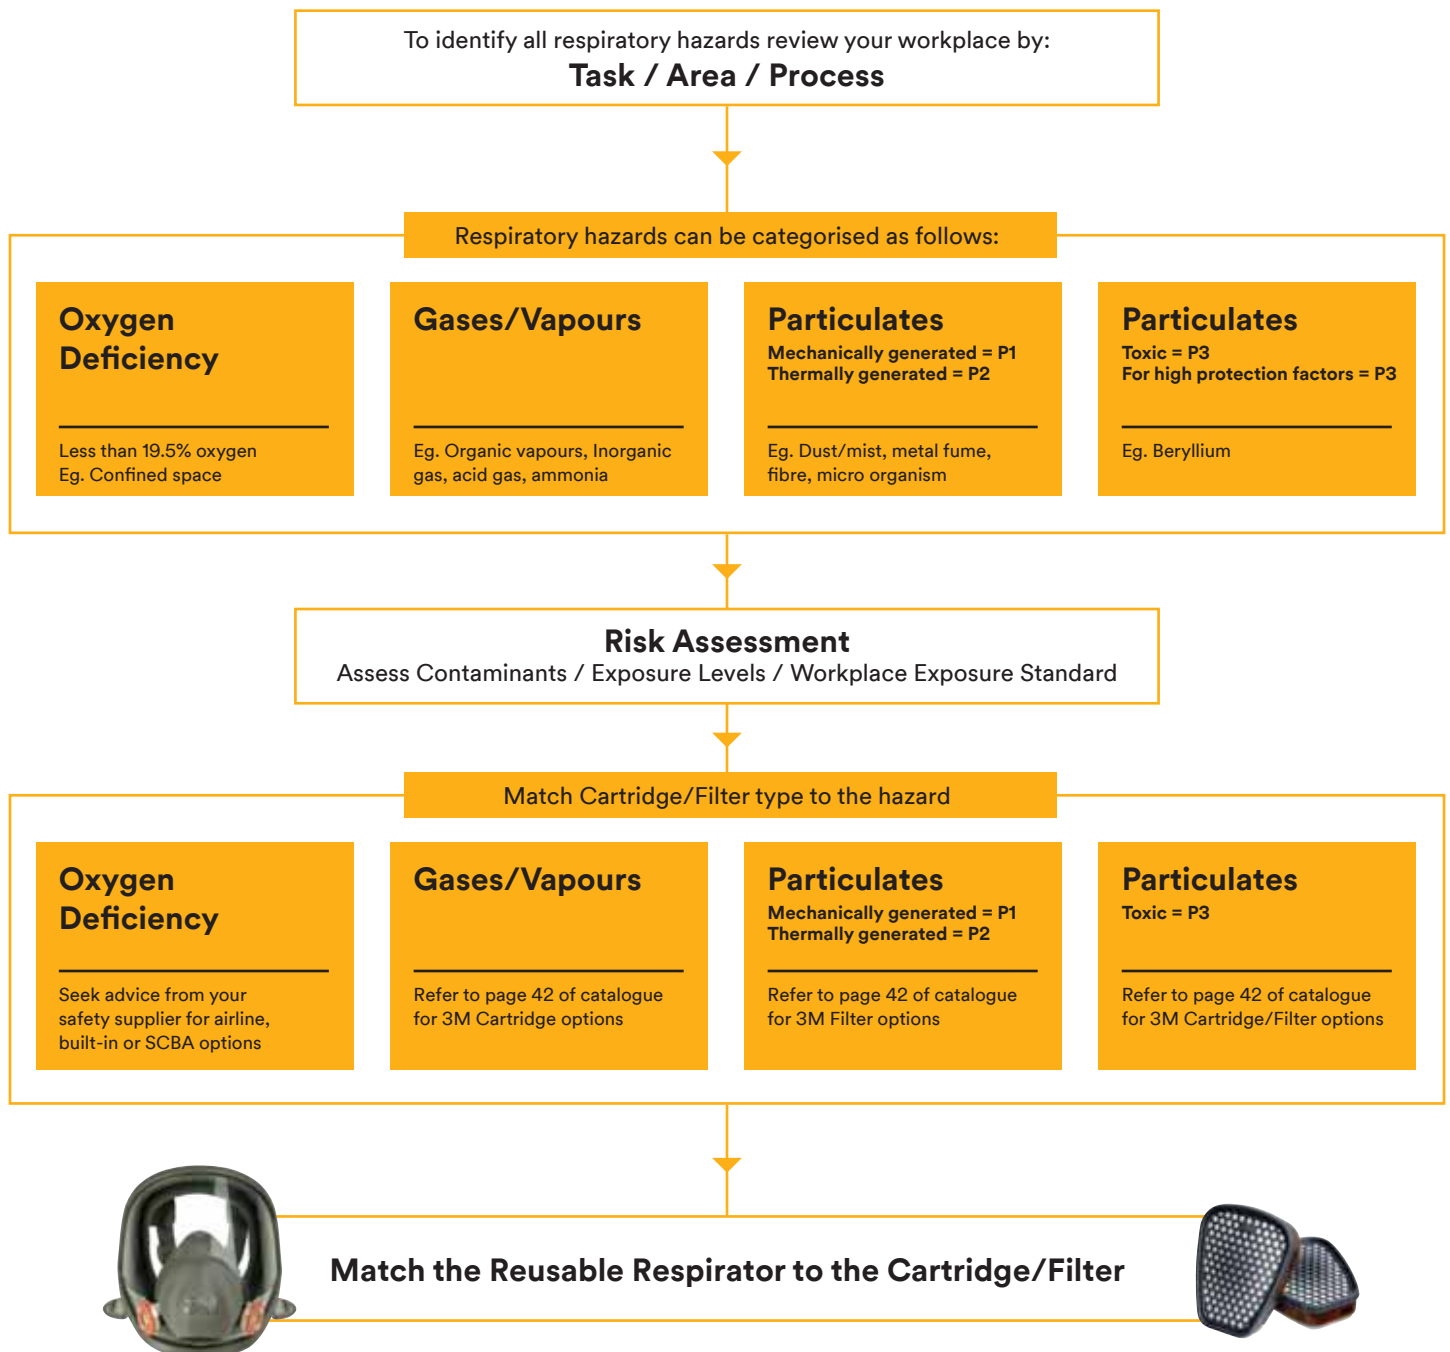 To identify all respiratory hazards review your workplace by:
Task / Area / Process
Respiratory hazards can be categorised as follows:
Oxygen
Deficiency
Less than 19.5% oxygen
Eg. Confined space
Gases/Vapours
Eg. Organic vapours, Inorganic
gas, acid gas, ammonia
Particulates
Mechanically generated = P1
Thermally generated = P2
Eg. Dust/mist, metal fume,
fibre, micro organism
Particulates
Toxic = P3
For high protection factors = P3
Eg. Beryllium
Risk Assessment
Assess Contaminants / Exposure Levels / Workplace Exposure Standard
Match Cartridge/Filter type to the hazard
Oxygen
Deficiency
Seek advice from your
safety supplier for airline,
built-in or SCBA options
Gases/Vapours
Refer to page 42 of catalogue
for 3M Cartridge options
Particulates
Mechanically generated = P1
Thermally generated = P2
Refer to page 42 of catalogue
for 3M Filter options
Particulates
Toxic = P3
Refer to page 42 of catalogue
for 3M Cartridge/Filter options
Match the Reusable Respirator to the Cartridge/Filter